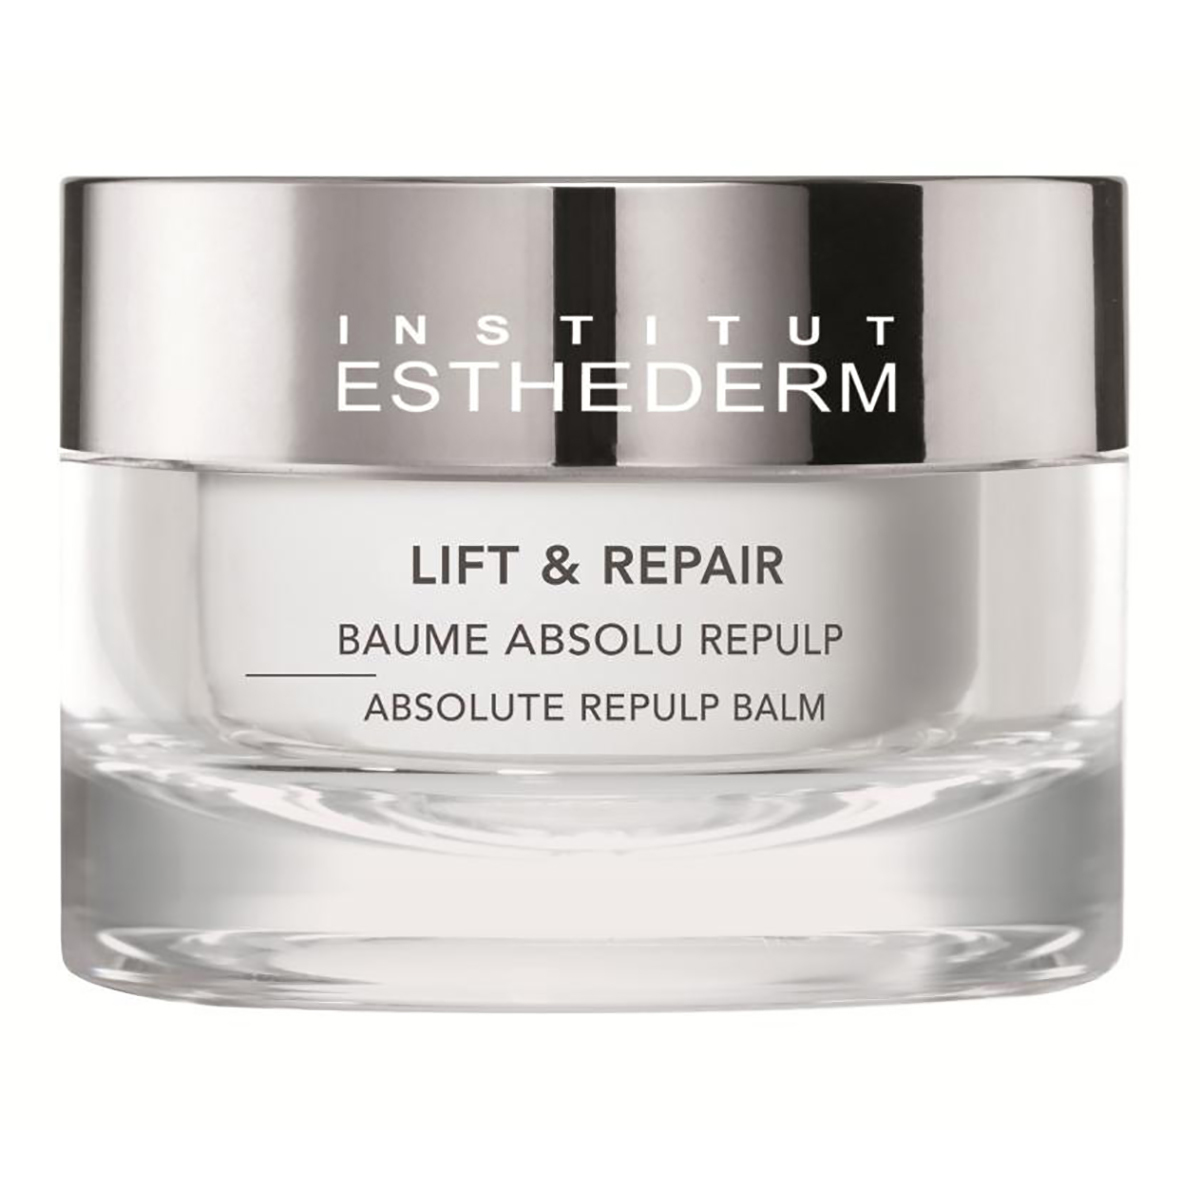 INSTITUT
ESTHEDERM
LIFT & REPAIR
BAUME ABSOLU REPULP
ABSOLUTE REPULP BALM